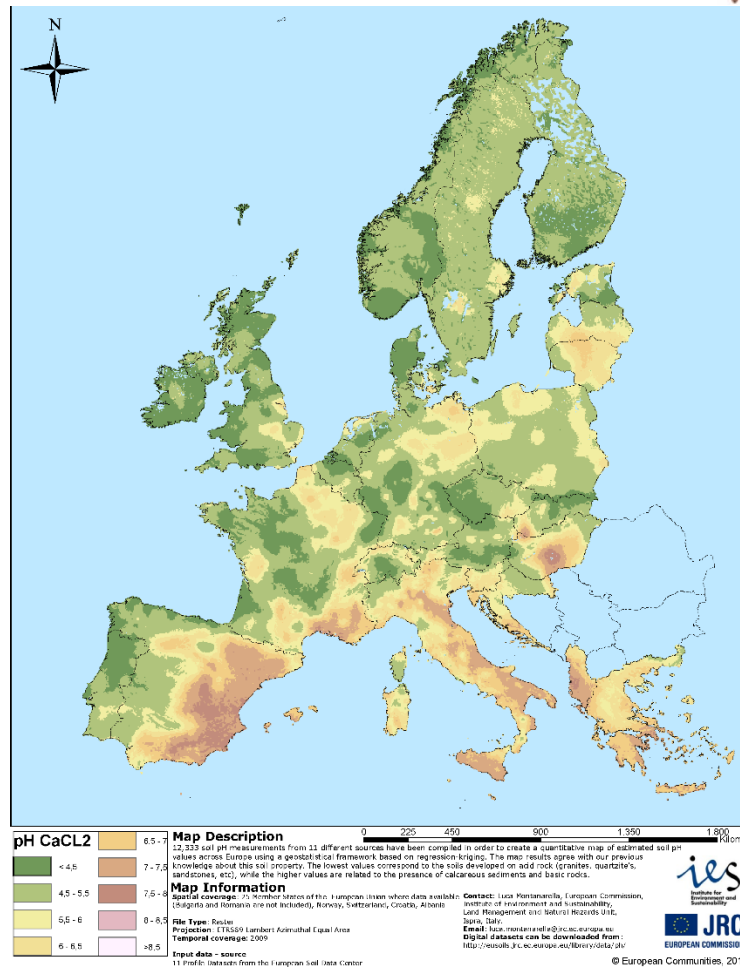 N
pH CaCL2
< 4,5
4,5 - 5,5
5,5 - 6
6 - 6,5
6.5 - 7
7 - 7,5
7,5 - 8
8 - 8,5
>8,5
0 225 450 900 1.350 1.800
Kilom
Map Description
12,333 soil pH measurements from 11 different sources have been compiled in order to create a quantitative map of estimated soil pH
values across Europe using a geostatistical framework based on regression-kriging. The map results agree with our previous
knowledge about this soil property. The lowest values correspond to the soils developed on acid rock (granites, quartzite's,
sandstones, etc), while the higher values are related to the presence of calcareous sediments and basic rocks.
Map Information
Spatial coverage: 25 Member States of the European Union where data available
(Bulgaria and Romania are not included), Norway, Switzerland, Croatia, Albania
File Type: Raster
Projection: ETRS89 Lambert Azimuthal Equal Area
Temporal coverage: 2009
Input data - source
11 Profile Datasets from the European Soil Data Center
Contact: Luca Montanarella, European Commission,
Institute of Environment and Sustainability,
Land Management and Natural Hazards Unit,
Ispra, Italy.
Email: luca.montanarella@jrc.ec.europa.eu
Digital datasets can be downloaded from:
http://eusoils.jrc.ec.europa.eu/library/data/ph/
ies
Institute for
Environment and
Sustainability
JRC
EUROPEAN COMMISSION
© European Communities, 201